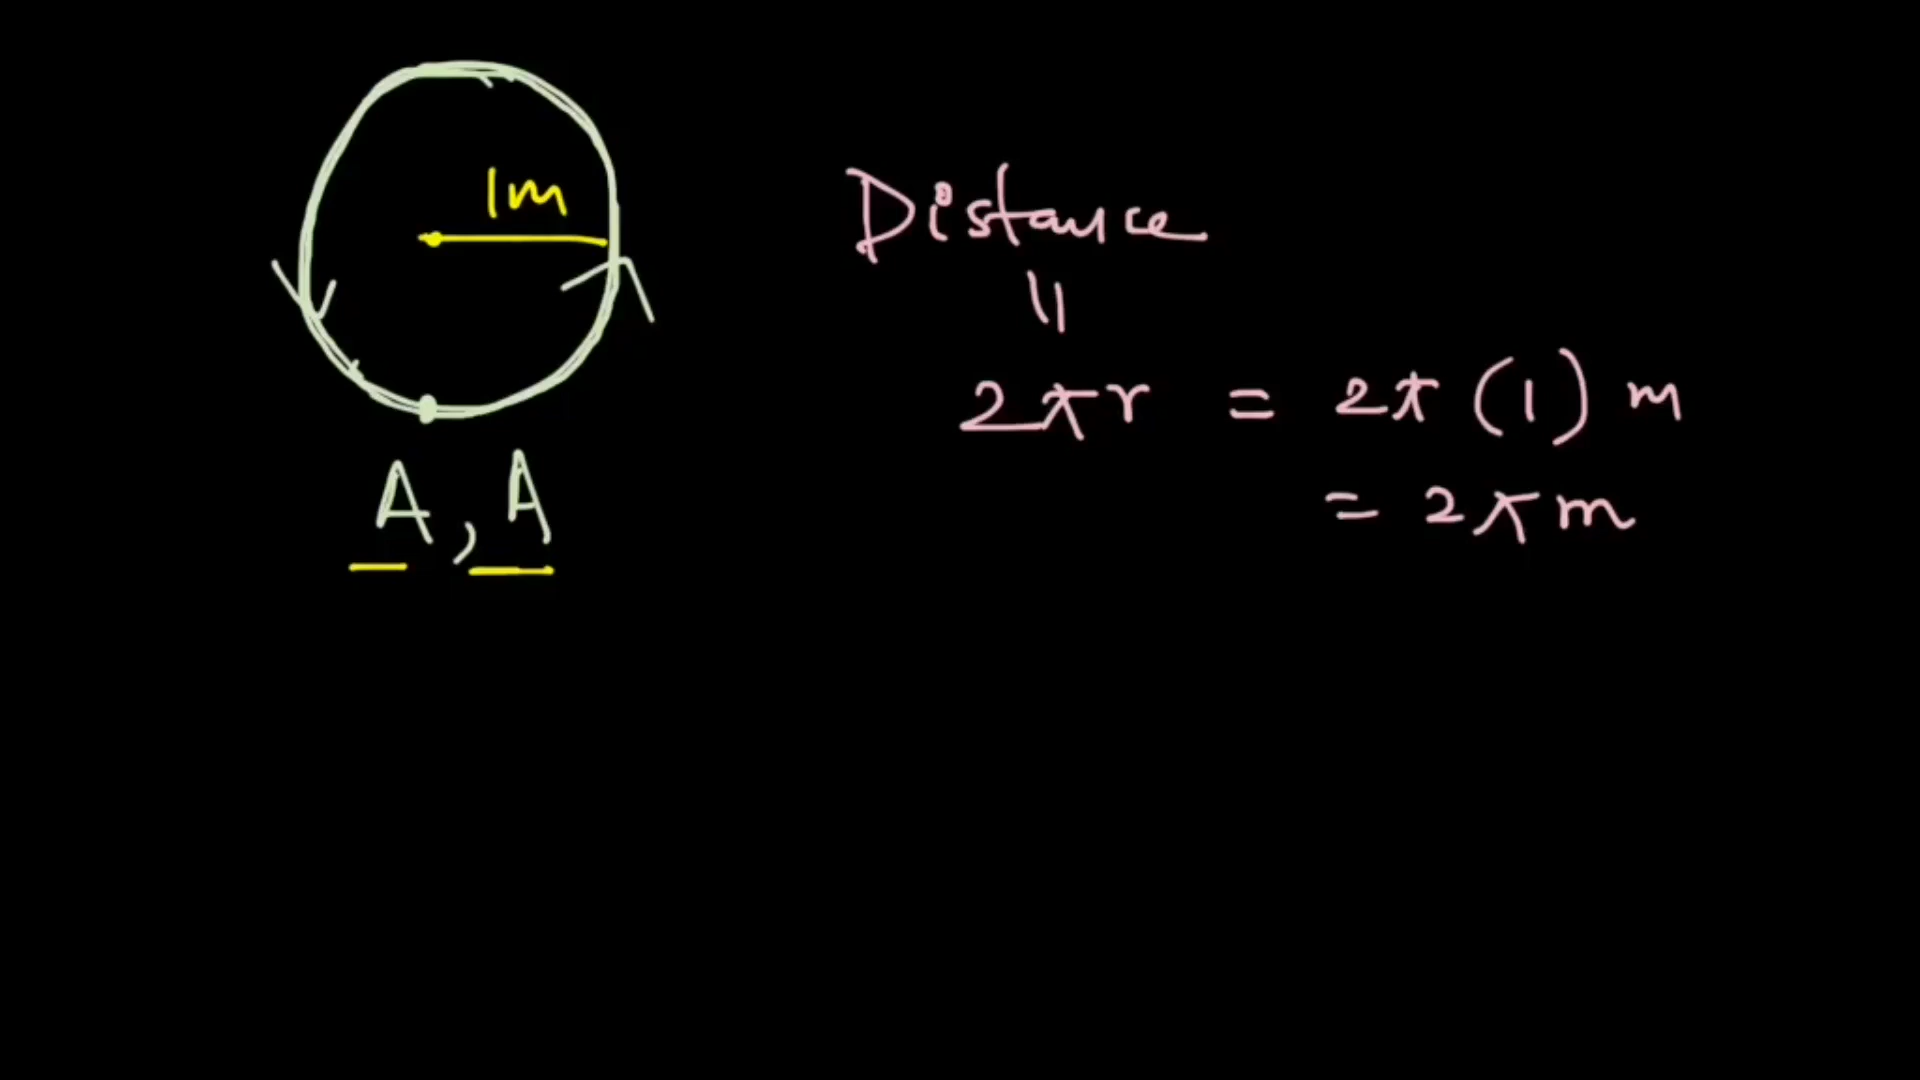 1m
Distance
=
2πr = 2π (1) m
= 2π m
A, A